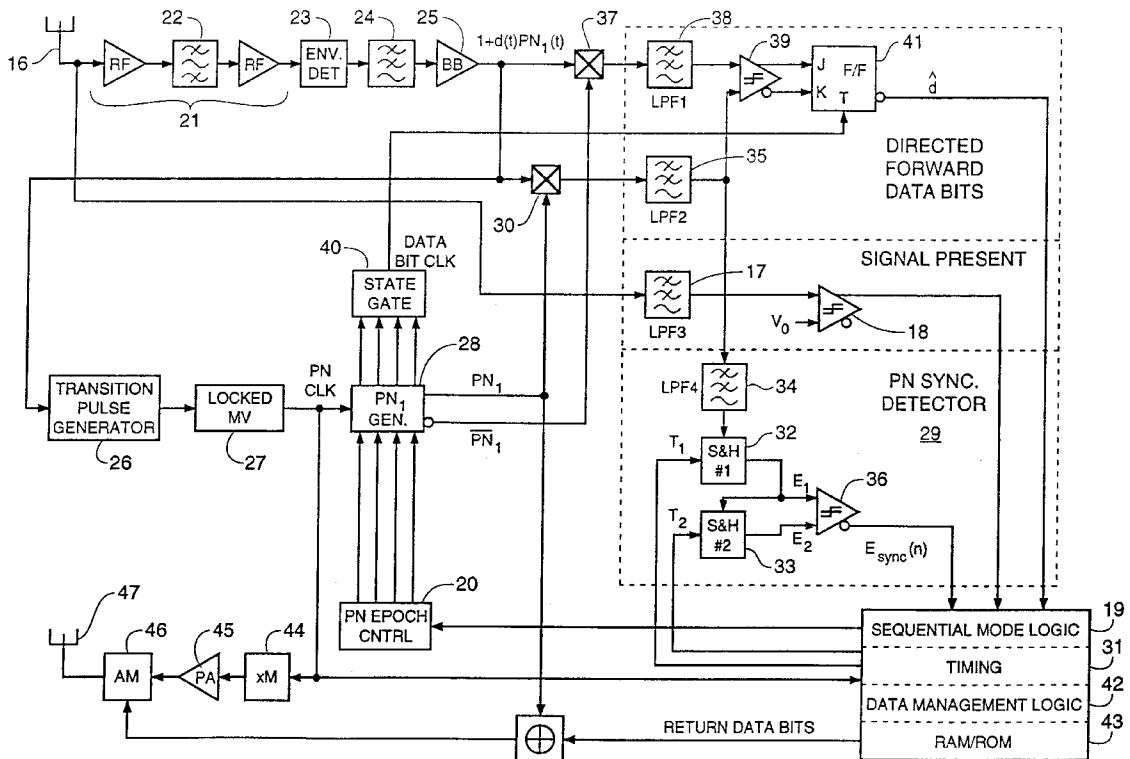 22
23
24
25
37
38
39
41
16
RF
RF
ENV.
DET
BB
1+d(t)PN1(t)
LPF1
J
K
T
F/F
d̂
21
DIRECTED
FORWARD
DATA BITS
30
35
LPF2
40
DATA
BIT CLK
STATE
GATE
17
SIGNAL PRESENT
LPF3
V0
18
28
TRANSITION
PULSE
GENERATOR
26
LOCKED
MV
27
PN
CLK
PN1
GEN.
PN1
P̅N̅1
LPF4
34
PN SYNC.
DETECTOR
29
T1
S&H
#1
32
E1
36
T2
S&H
#2
33
E2
Esync(n)
20
PN EPOCH
CNTRL
47
46
45
44
AM
PA
xM
SEQUENTIAL MODE LOGIC
19
TIMING
31
DATA MANAGEMENT LOGIC
42
RAM/ROM
43
RETURN DATA BITS
⊕